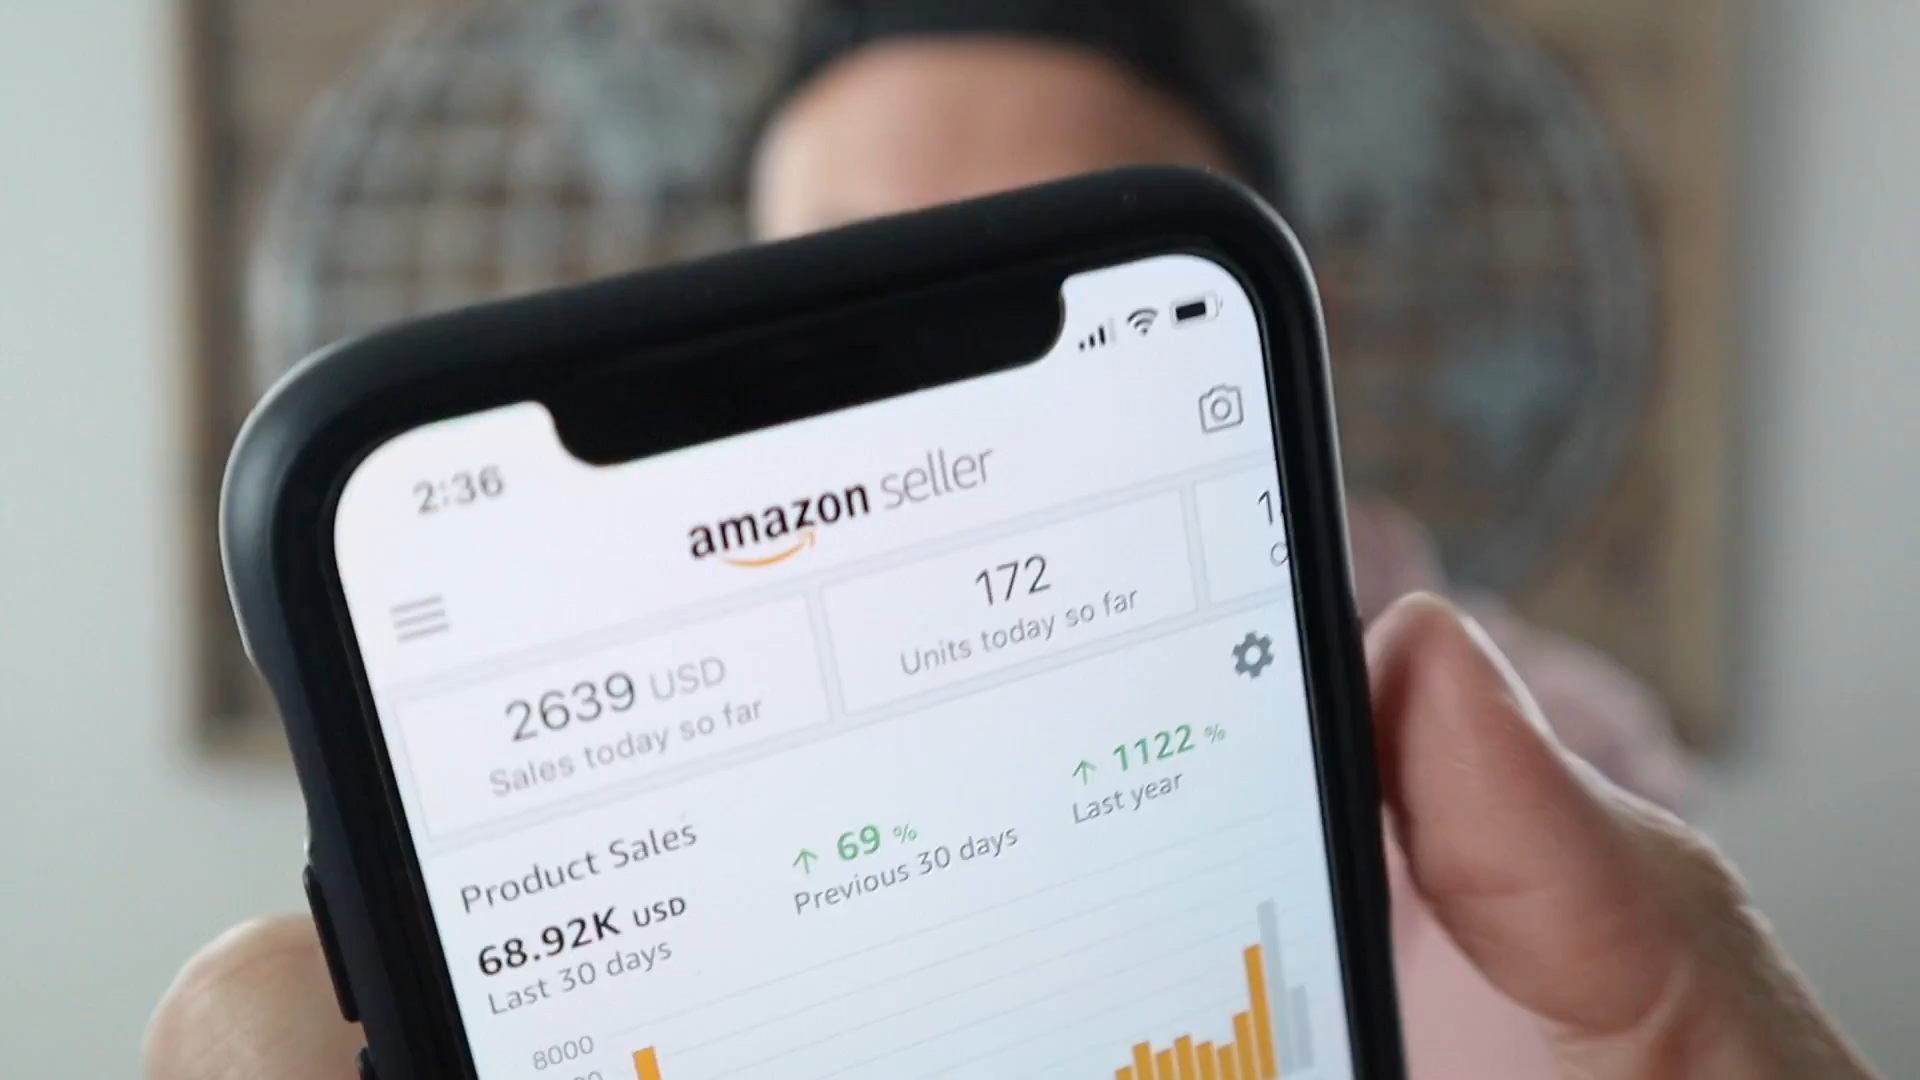 2:36
amazon seller
2639 USD
Sales today so far
172
Units today so far
Product Sales
68.92K USD
Last 30 days
↑ 69 %
Previous 30 days
↑ 1122 %
Last year
8000